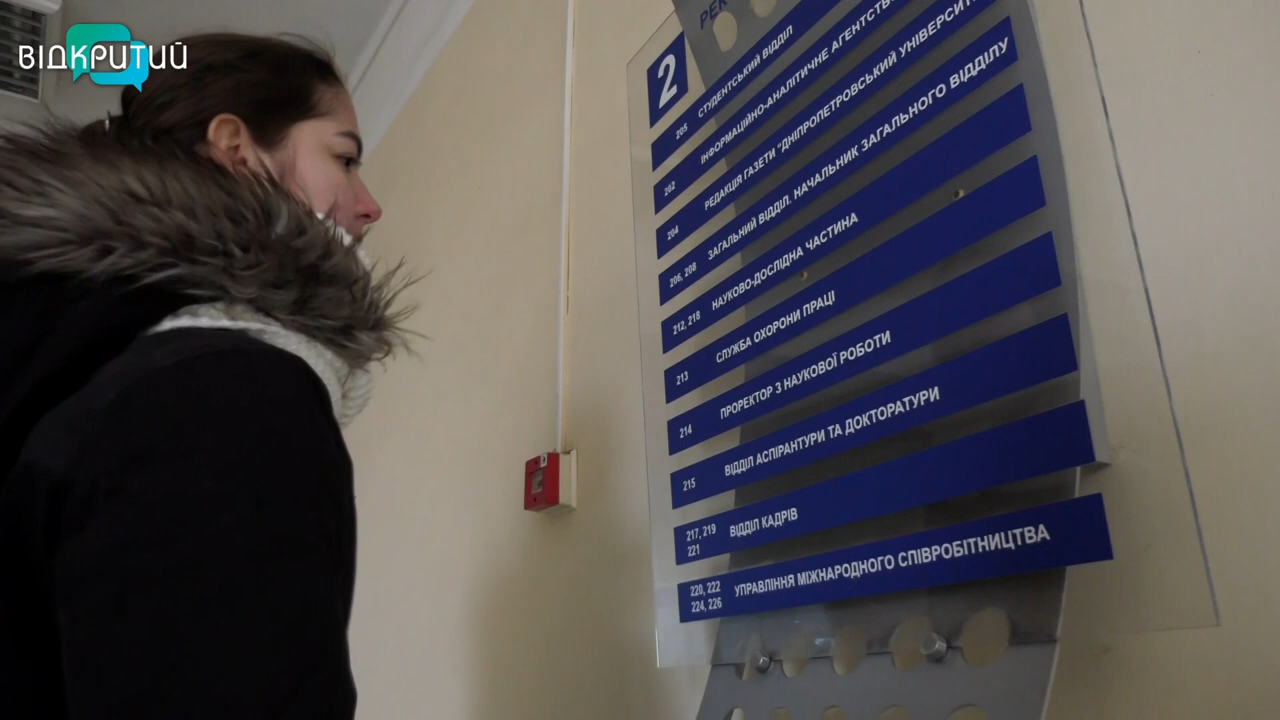 ВІДКРИТИЙ
2
РЕК
205 СТУДЕНТСЬКИЙ ВІДДІЛ
202 ІНФОРМАЦІЙНО-АНАЛІТИЧНЕ АГЕНТСТВО
204 РЕДАКЦІЯ ГАЗЕТИ "ДНІПРОПЕТРОВСЬКИЙ УНІВЕРСИТ
206, 208 ЗАГАЛЬНИЙ ВІДДІЛ. НАЧАЛЬНИК ЗАГАЛЬНОГО ВІДДІЛУ
212, 218 НАУКОВО-ДОСЛІДНА ЧАСТИНА
213 СЛУЖБА ОХОРОНИ ПРАЦІ
214 ПРОРЕКТОР З НАУКОВОЇ РОБОТИ
215 ВІДДІЛ АСПІРАНТУРИ ТА ДОКТОРАТУРИ
217, 219 ВІДДІЛ КАДРІВ
221
220, 222 УПРАВЛІННЯ МІЖНАРОДНОГО СПІВРОБІТНИЦТВА
224, 226